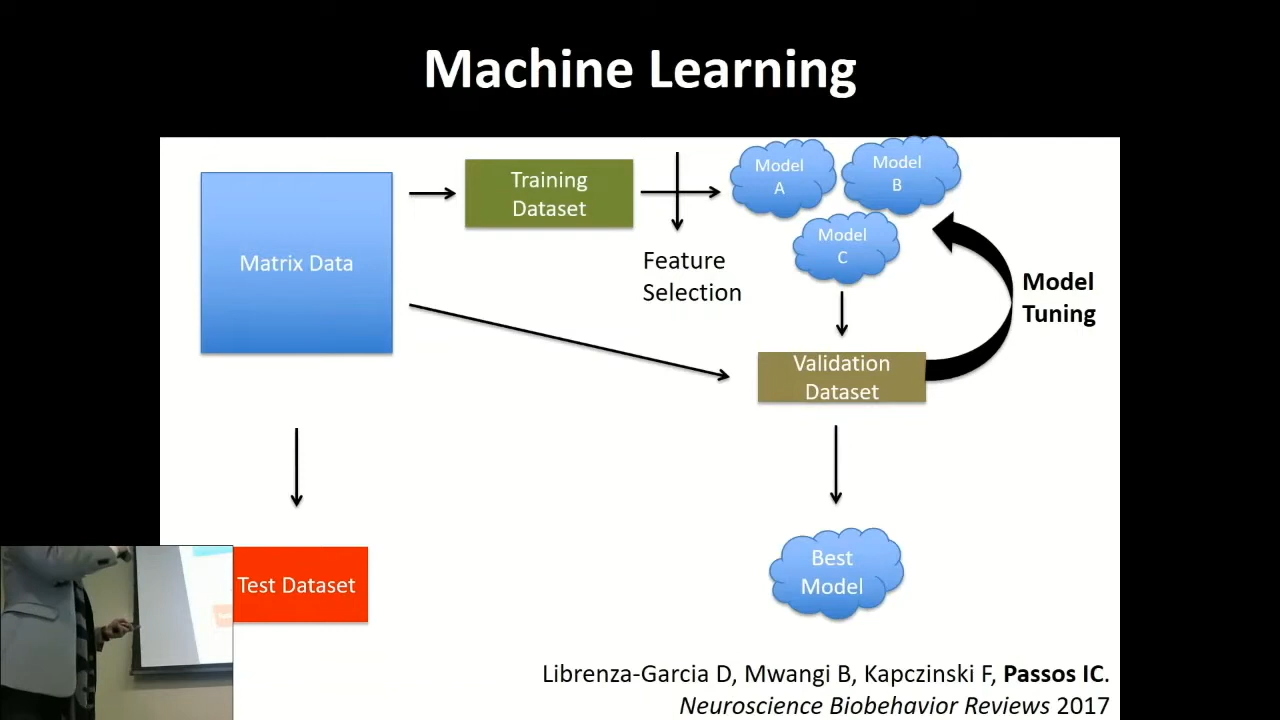 Machine Learning
Matrix Data
Training
Dataset
Feature
Selection
Model
A
Model
B
Model
C
Model
Tuning
Validation
Dataset
Test Dataset
Best
Model
Librenza-Garcia D, Mwangi B, Kapczinski F, Passos IC.
Neuroscience Biobehavior Reviews 2017